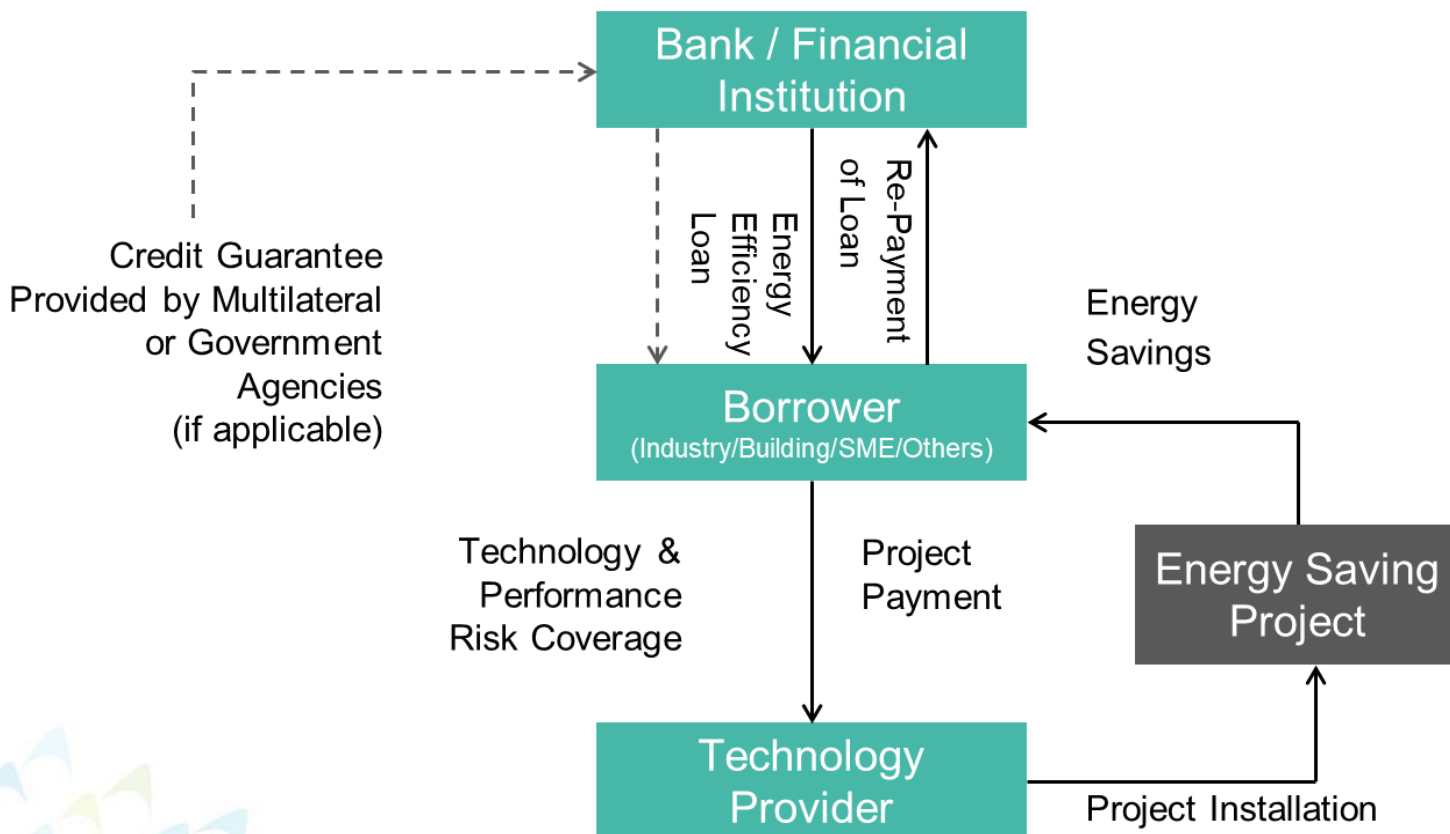 Bank / Financial
Institution
Energy
Efficiency
Loan
Re-Payment
of Loan
Credit Guarantee
Provided by Multilateral
or Government
Agencies
(if applicable)
Energy
Savings
Borrower
(Industry/Building/SME/Others)
Technology &
Performance
Risk Coverage
Project
Payment
Energy Saving
Project
Technology
Provider
Project Installation